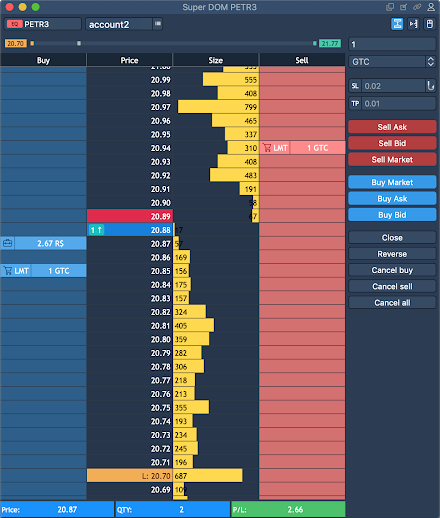 Super DOM PETR3
EQ PETR3 account2
20.70 21.77 1
Buy Price Size Sell
GTC
20.99 555
SL 0.02
20.98 408
TP 0.01
20.97 799
20.96 465
Sell Ask
20.95 337
Sell Bid
20.94 310 LMT 1 GTC
20.93 408
Sell Market
20.92 483
20.91 191
Buy Market
20.90 58
Buy Ask
20.89 67
Buy Bid
1 ↑ 20.88 17
Close
2.67 R$ 20.87 57
Reverse
20.86 169
LMT 1 GTC 20.85 156
Cancel buy
20.84 175
Cancel sell
20.83 157
Cancel all
20.82 324
20.81 405
20.80 359
20.79 282
20.78 306
20.77 218
20.76 213
20.75 355
20.74 193
20.73 234
20.72 245
20.71 196
L: 20.70 687
20.69 109
Price: 20.87 QTY: 2 P/L: 2.66